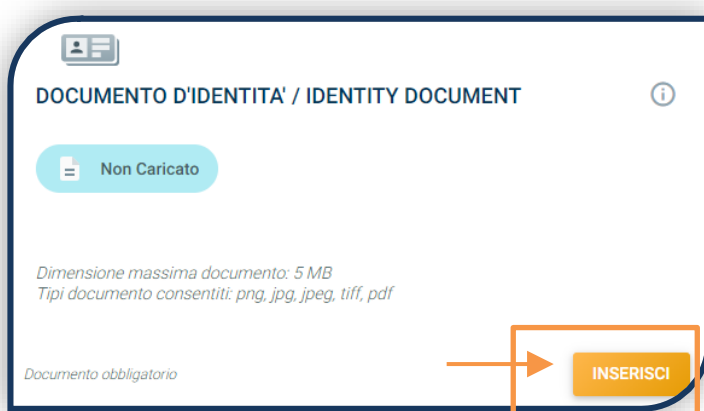 DOCUMENTO D'IDENTITA' / IDENTITY DOCUMENT
Non Caricato
Dimensione massima documento: 5 MB
Tipi documento consentiti: png, jpg, jpeg, tiff, pdf
Documento obbligatorio
INSERISCI